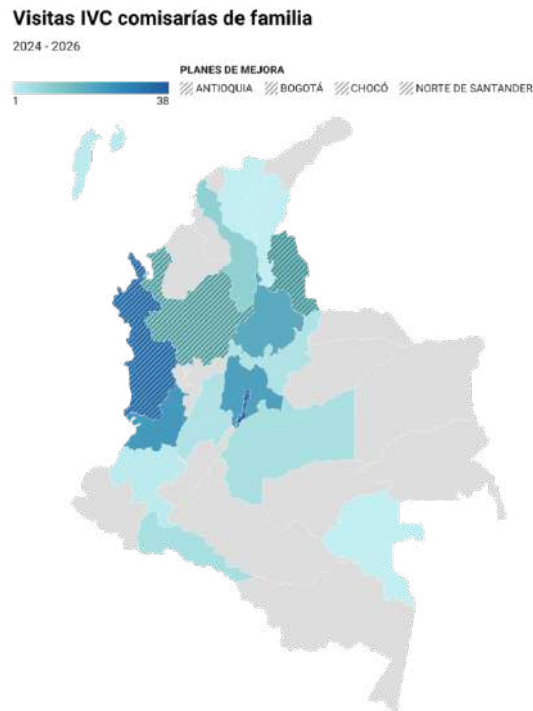 Visitas IVC comisarías de familia
2024 - 2026
PLANES DE MEJORA
1 38
ANTIOQUIA BOGOTÁ CHOCÓ NORTE DE SANTANDER